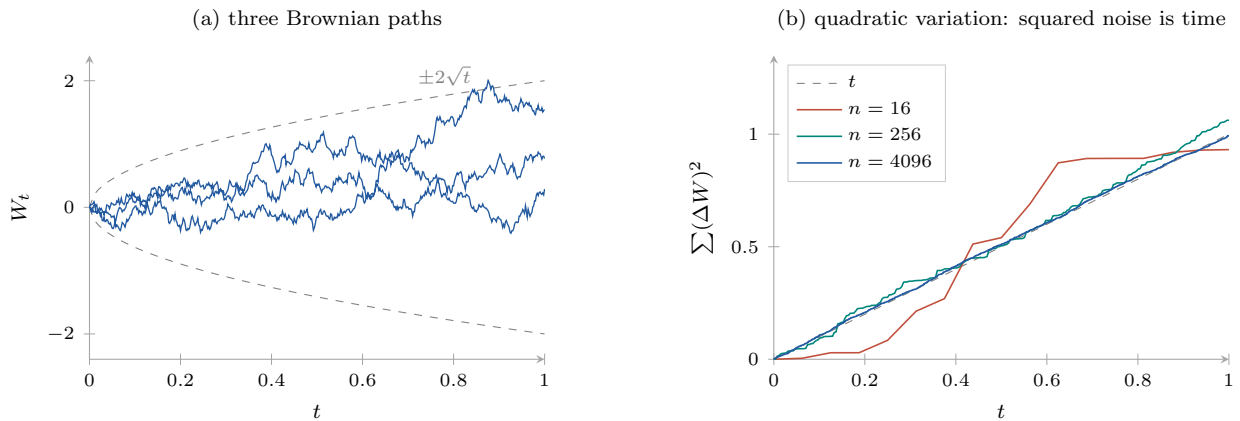 (a) three Brownian paths
±2√t
2
0
−2
W_t
0
0.2
0.4
0.6
0.8
1
t
(b) quadratic variation: squared noise is time
t
n = 16
n = 256
n = 4096
1
0.5
0
∑(ΔW)²
0
0.2
0.4
0.6
0.8
1
t